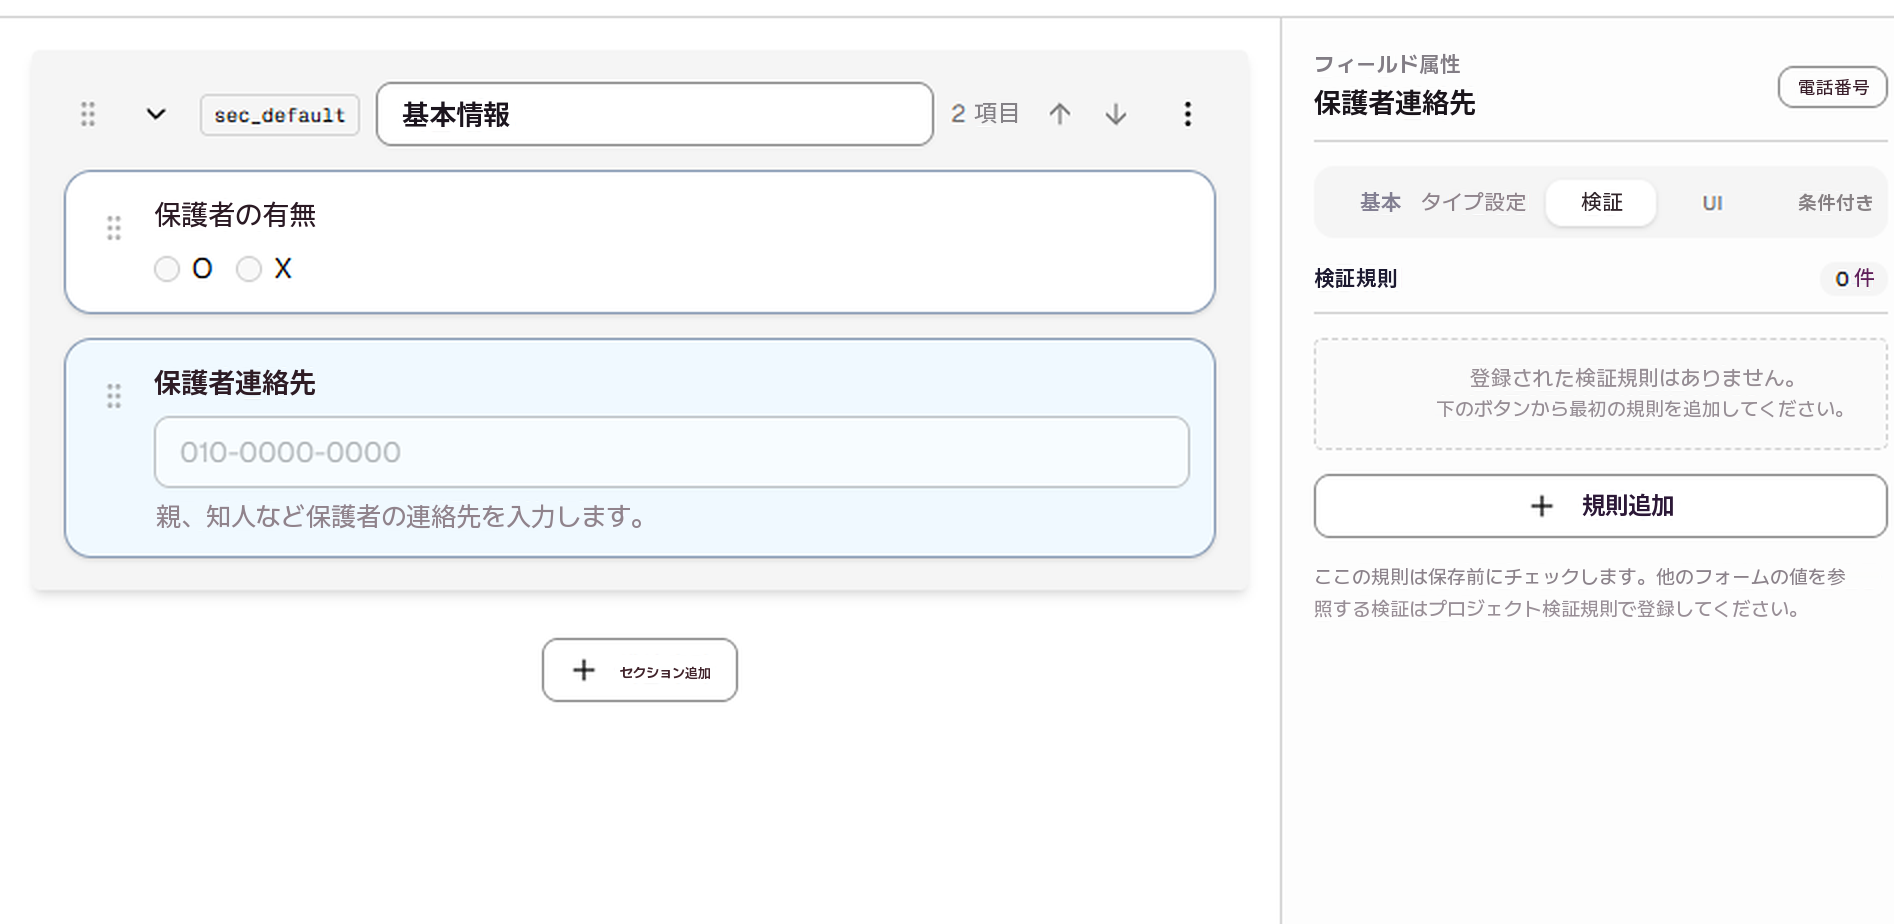 sec_default 基本情報 2 項目
保護者の有無
O X
保護者連絡先
010-0000-0000
親、知人など保護者の連絡先を入力します。
セクション追加
フィールド属性
保護者連絡先
電話番号
基本 タイプ設定 検証 UI 条件付き
検証規則 0 件
登録された検証規則はありません。
下のボタンから最初の規則を追加してください。
規則追加
ここの規則は保存前にチェックします。他のフォームの値を参
照する検証はプロジェクト検証規則で登録してください。